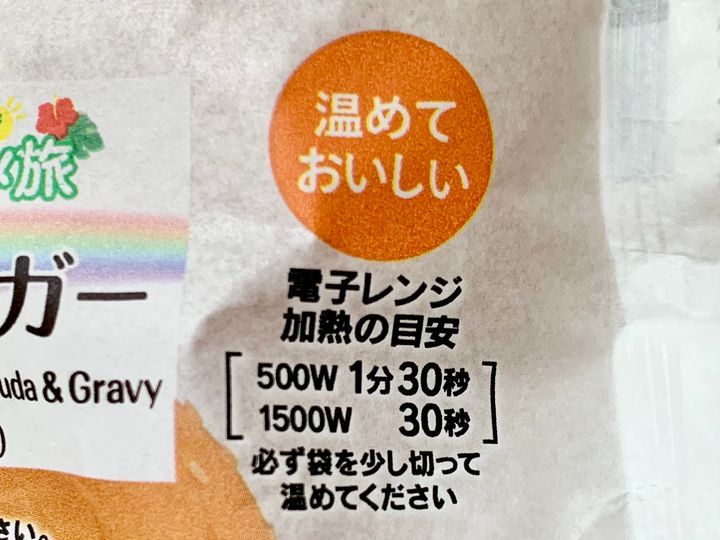 温めて
おいしい
旅
ガー
uda & Gravy
)
電子レンジ
加熱の目安
500W 1分30秒
1500W 30秒
必ず袋を少し切って
温めてください
さい。